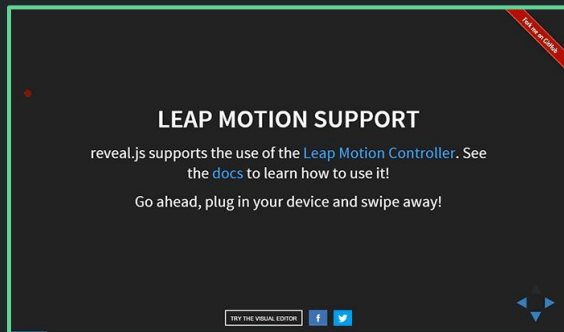 Fork me on GitHub
LEAP MOTION SUPPORT
reveal.js supports the use of the Leap Motion Controller. See
the docs to learn how to use it!
Go ahead, plug in your device and swipe away!
TRY THE VISUAL EDITOR